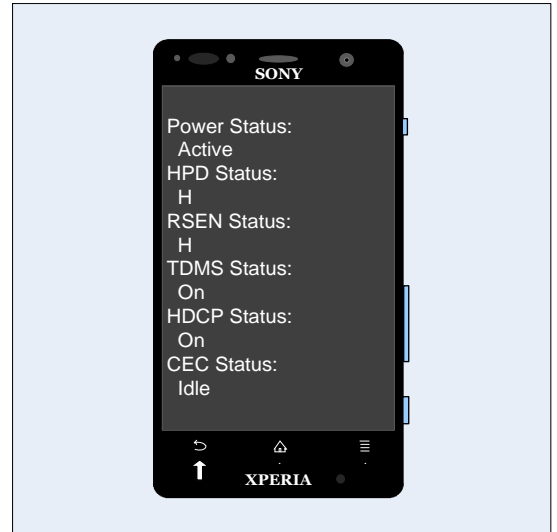 SONY
Power Status:
Active
HPD Status:
H
RSEN Status:
H
TDMS Status:
On
HDCP Status:
On
CEC Status:
Idle
XPERIA